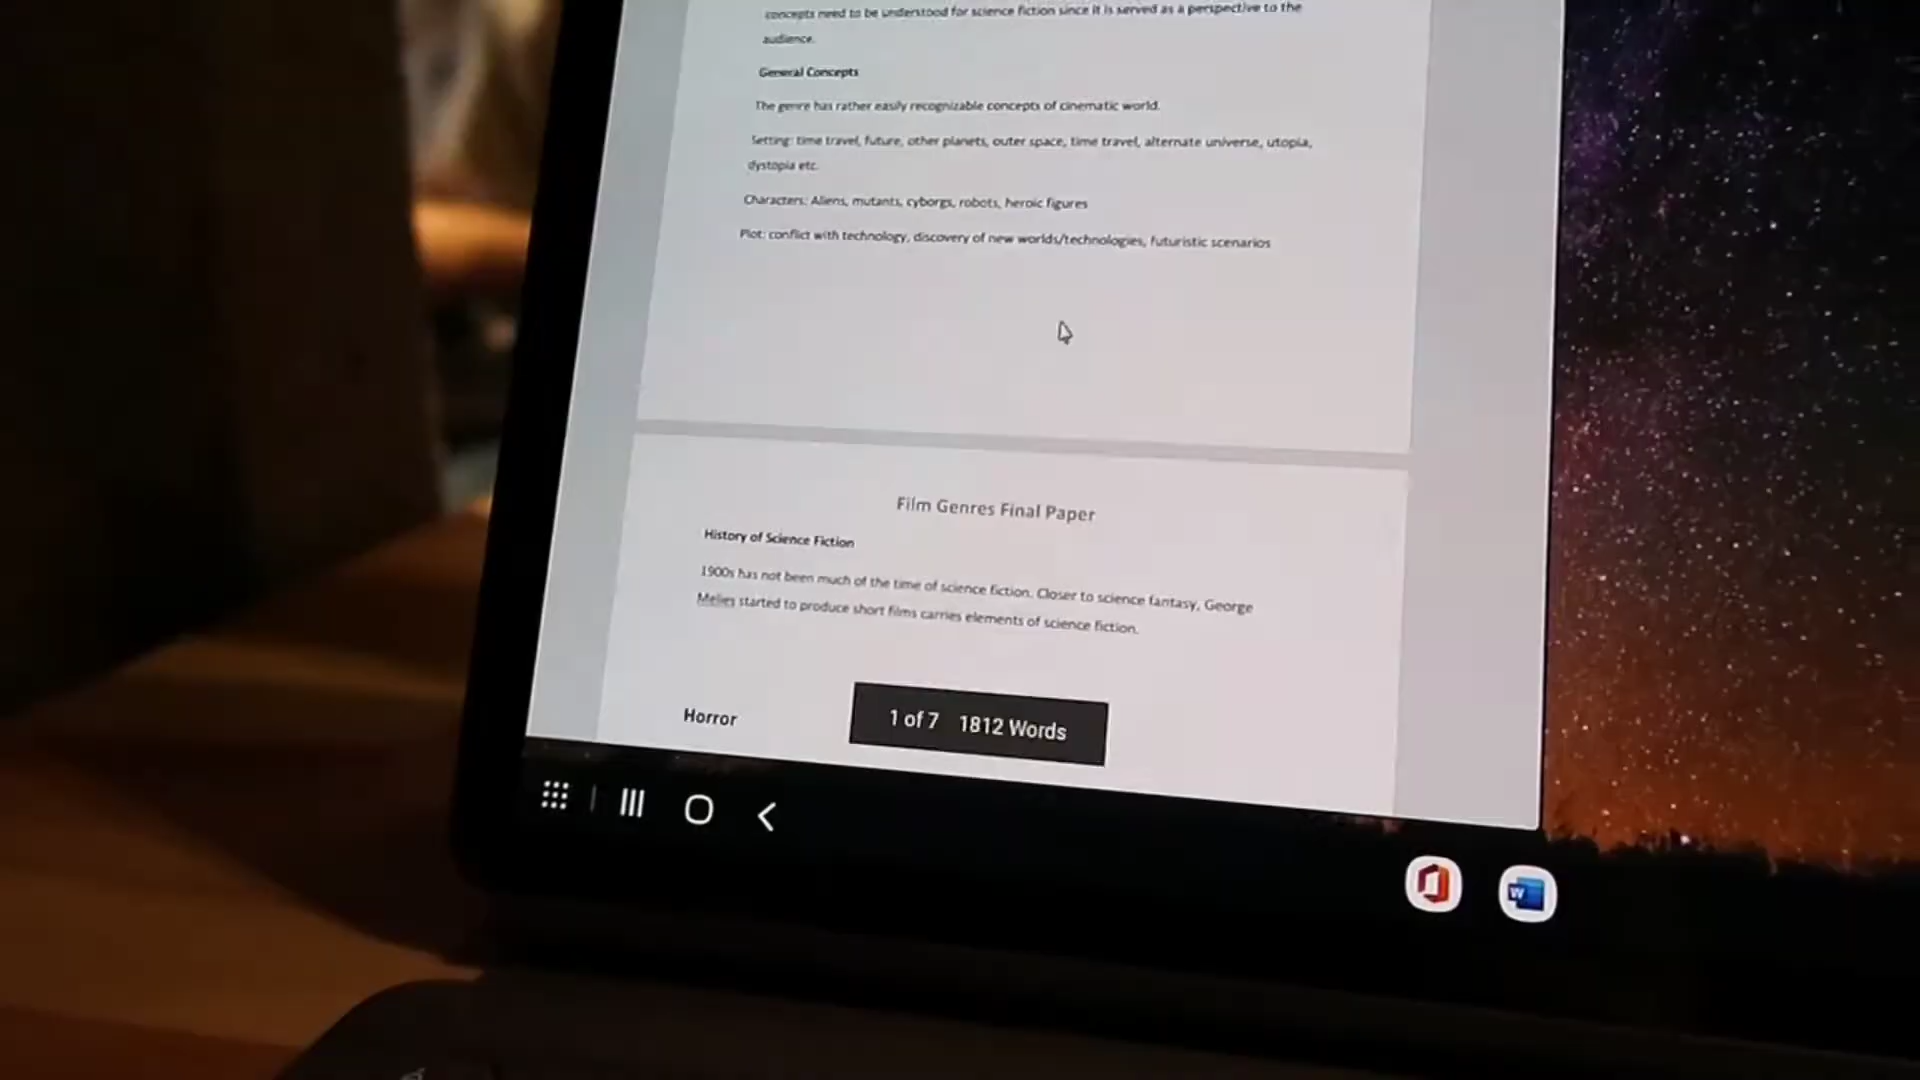 concepts need to be understood for science fiction since it is served as a perspective to the
audience.
General Concepts
The genre has rather easily recognizable concepts of cinematic world.
Setting: time travel, future, other planets, outer space, time travel, alternate universe, utopia,
dystopia etc.
Characters: Aliens, mutants, cyborgs, robots, heroic figures
Plot: conflict with technology, discovery of new worlds/technologies, futuristic scenarios
Film Genres Final Paper
History of Science Fiction
1900s has not been much of the time of science fiction. Closer to science fantasy, George
Melies started to produce short films carries elements of science fiction.
Horror
1 of 7 1812 Words
W